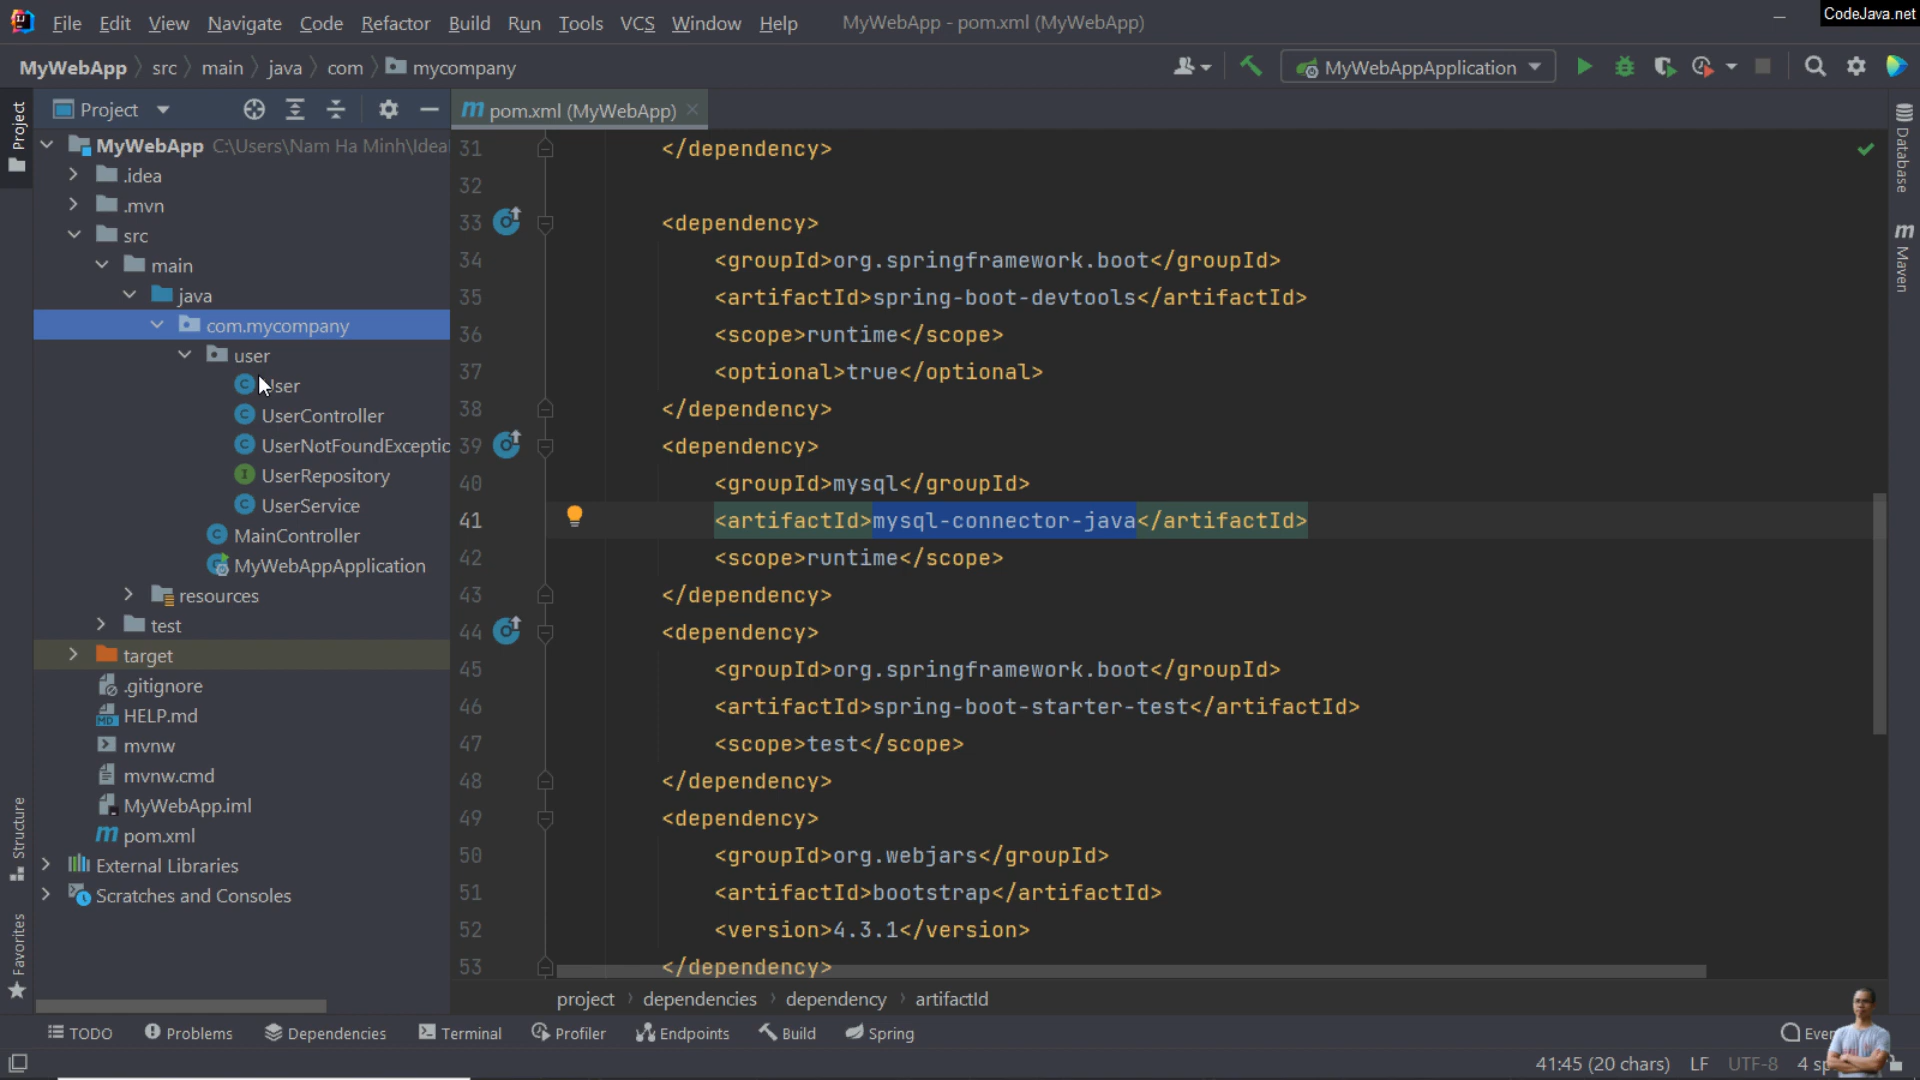 File Edit View Navigate Code Refactor Build Run Tools VCS Window Help MyWebApp - pom.xml (MyWebApp)
CodeJava.net
MyWebApp src main java com mycompany
MyWebAppApplication
Project
Project
pom.xml (MyWebApp)
MyWebApp C:\Users\Nam Ha Minh\Idea
.idea
.mvn
src
main
java
com.mycompany
user
User
UserController
UserNotFoundExceptio
UserRepository
UserService
MainController
MyWebAppApplication
resources
test
target
.gitignore
HELP.md
mvnw
mvnw.cmd
MyWebApp.iml
pom.xml
External Libraries
Scratches and Consoles
Structure
Favorites
31 </dependency>
32
33 <dependency>
34 <groupId>org.springframework.boot</groupId>
35 <artifactId>spring-boot-devtools</artifactId>
36 <scope>runtime</scope>
37 <optional>true</optional>
38 </dependency>
39 <dependency>
40 <groupId>mysql</groupId>
41 <artifactId>mysql-connector-java</artifactId>
42 <scope>runtime</scope>
43 </dependency>
44 <dependency>
45 <groupId>org.springframework.boot</groupId>
46 <artifactId>spring-boot-starter-test</artifactId>
47 <scope>test</scope>
48 </dependency>
49 <dependency>
50 <groupId>org.webjars</groupId>
51 <artifactId>bootstrap</artifactId>
52 <version>4.3.1</version>
53 </dependency>
Database
Maven
project dependencies dependency artifactId
TODO Problems Dependencies Terminal Profiler Endpoints Build Spring
41:45 (20 chars) LF UTF-8 4